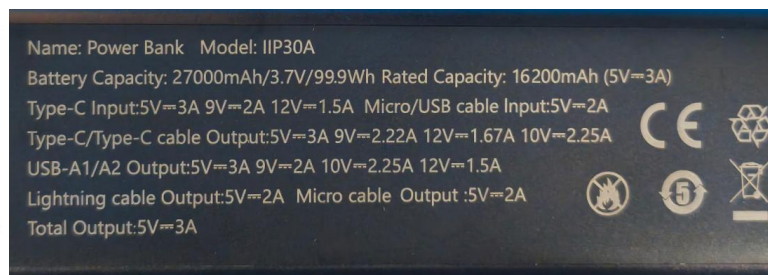 Name: Power Bank Model: IIP30A
Battery Capacity: 27000mAh/3.7V/99.9Wh Rated Capacity: 16200mAh (5V⎓3A)
Type-C Input:5V⎓3A 9V⎓2A 12V⎓1.5A Micro/USB cable Input:5V⎓2A
Type-C/Type-C cable Output:5V⎓3A 9V⎓2.22A 12V⎓1.67A 10V⎓2.25A
USB-A1/A2 Output:5V⎓3A 9V⎓2A 10V⎓2.25A 12V⎓1.5A
Lightning cable Output:5V⎓2A Micro cable Output :5V⎓2A
Total Output:5V⎓3A
CE
5